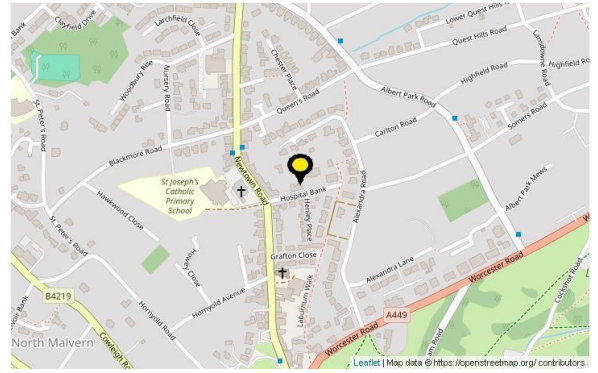 Bank
Clayfield Drive
Larchfield Close
Lower Quest Hills Road
Quest Hills Road
Lansdowne Road
Highfield Road
Highfield Ro
Woodbury Rise
Nursery Road
Chester Place
Queen's Road
Albert Park Road
St. Peter's Road
Carlton Road
Somers Road
Blackmore Road
St Joseph's
Catholic
Primary
School
Newtown Road
Hospital Bank
Henley Place
Alexandra Road
Albert Park Mews
Hawkwood Close
St. Peter's Road
Howell Close
Grafton Close
Alexandra Lane
Worcester Road
Cockshot Road
B4219
Hornyold Avenue
Hornyold Road
Laburnum Walk
A449
Worcester Road
North Malvern
Cowleigh Road
Leaflet | Map data © https://openstreetmap.org/ contributors